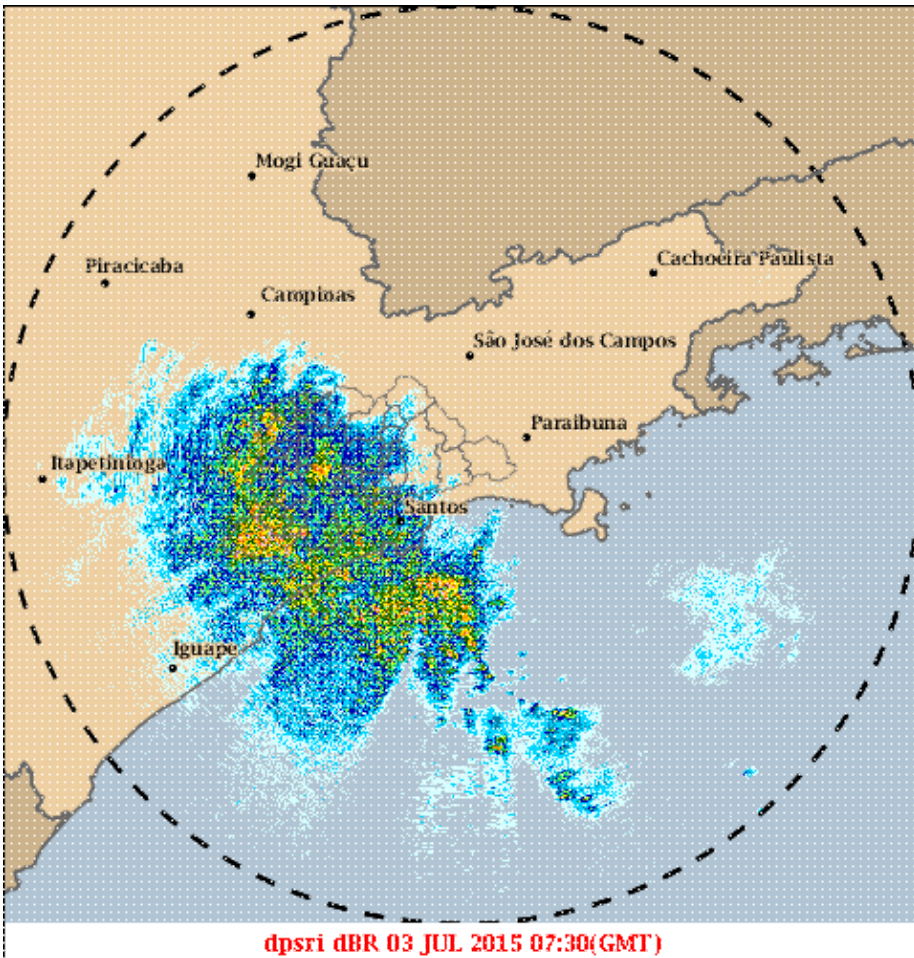 Mogi Guaçu
Cachoeira Paulista
Piracicaba
Campinas
São José dos Campos
Paraibuna
Itapetininga
Santos
Iguape
dpsri dBR 03 JUL 2015 07:30(GMT)